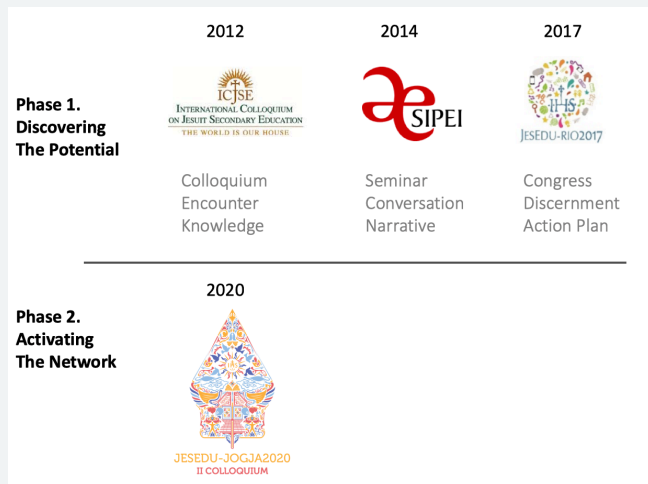 2012
2014
2017
Phase 1.
Discovering
The Potential
ICJSE
INTERNATIONAL COLLOQUIUM
ON JESUIT SECONDARY EDUCATION
THE WORLD IS OUR HOUSE
SIPEI
IHS
JESEDU-RIO2017
Colloquium
Encounter
Knowledge
Seminar
Conversation
Narrative
Congress
Discernment
Action Plan
2020
Phase 2.
Activating
The Network
JESEDU-JOGJA2020
II COLLOQUIUM